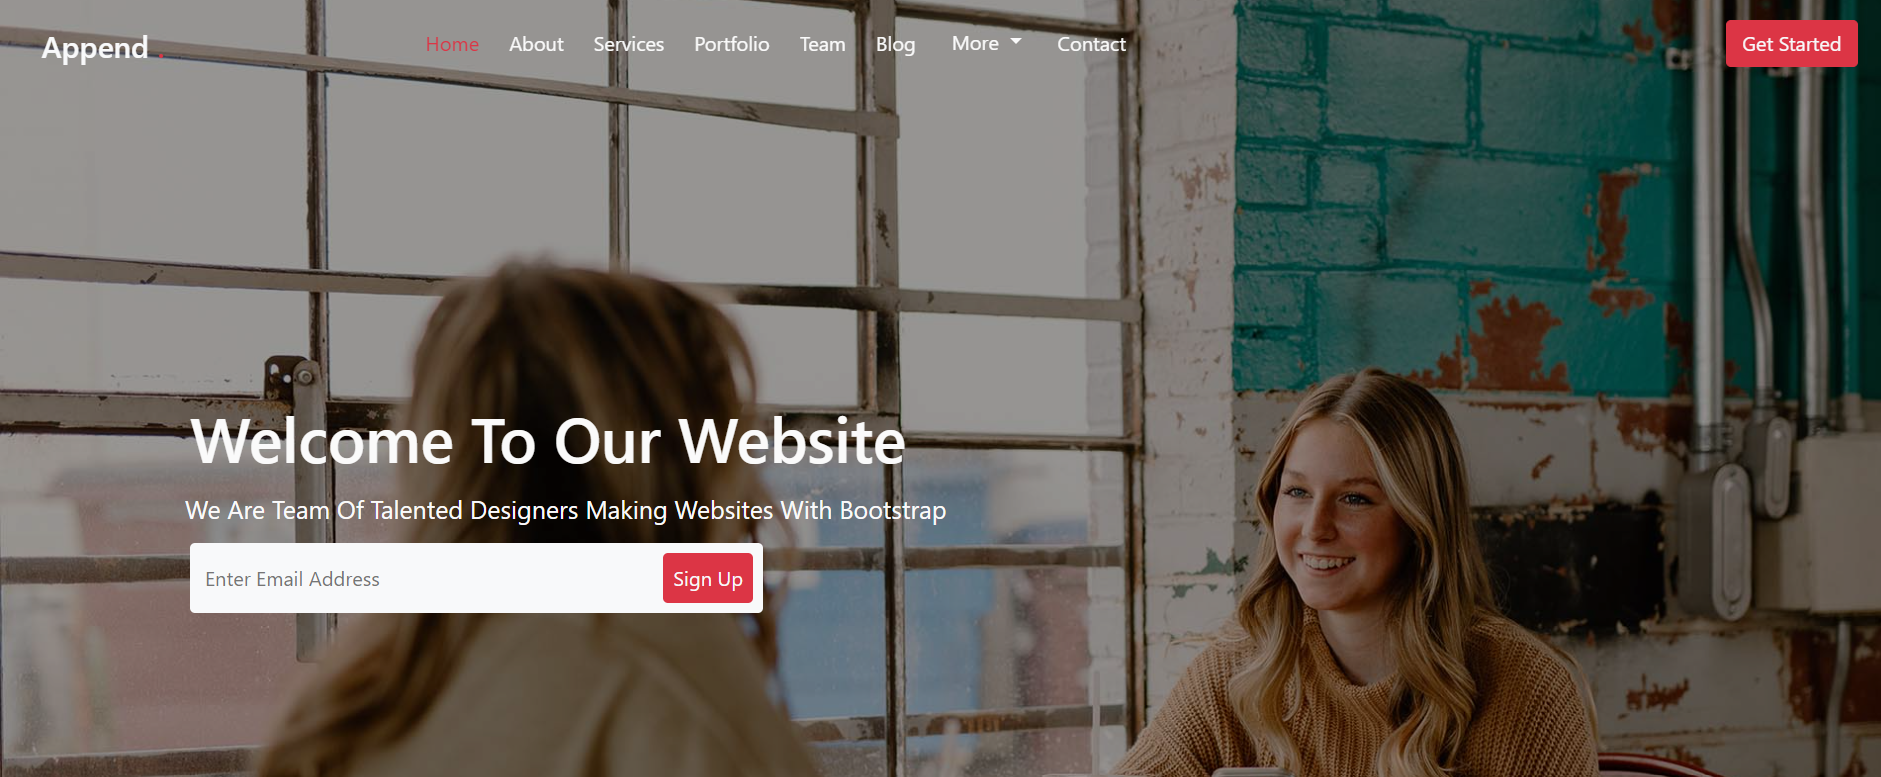 Append .
Home About Services Portfolio Team Blog More Contact
Get Started
Welcome To Our Website
We Are Team Of Talented Designers Making Websites With Bootstrap
Enter Email Address
Sign Up